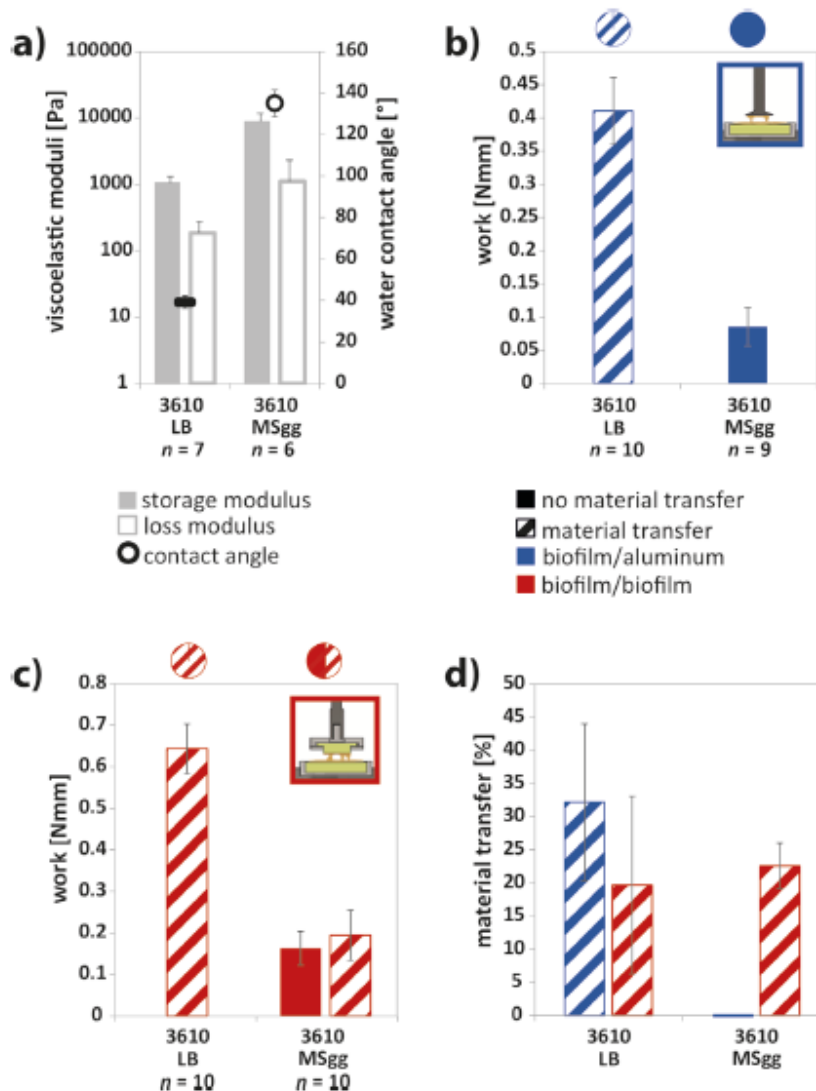 a)
viscoelastic moduli [Pa]
100000
10000
1000
100
10
1
water contact angle [°]
160
140
120
100
80
60
40
20
0
3610 LB n = 7
3610 MSgg n = 6
storage modulus
loss modulus
contact angle
b)
work [Nmm]
0.5
0.45
0.4
0.35
0.3
0.25
0.2
0.15
0.1
0.05
0
3610 LB n = 10
3610 MSgg n = 9
no material transfer
material transfer
biofilm/aluminum
biofilm/biofilm
c)
work [Nmm]
0.8
0.7
0.6
0.5
0.4
0.3
0.2
0.1
0
3610 LB n = 10
3610 MSgg n = 10
d)
material transfer [%]
50
45
40
35
30
25
20
15
10
5
0
3610 LB
3610 MSgg